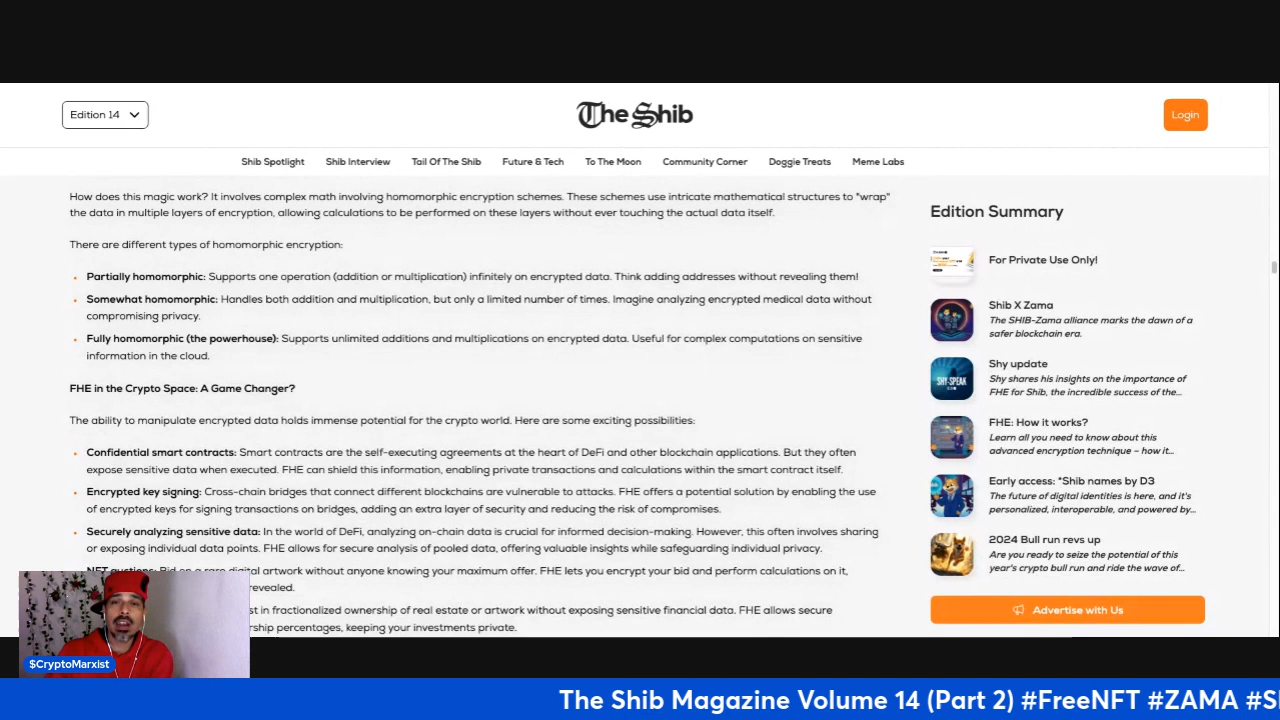 Edition 14
The Shib
Login
Shib Spotlight Shib Interview Tail Of The Shib Future & Tech To The Moon Community Corner Doggie Treats Meme Labs
How does this magic work? It involves complex math involving homomorphic encryption schemes. These schemes use intricate mathematical structures to "wrap"
the data in multiple layers of encryption, allowing calculations to be performed on these layers without ever touching the actual data itself.
There are different types of homomorphic encryption:
• Partially homomorphic: Supports one operation (addition or multiplication) infinitely on encrypted data. Think adding addresses without revealing them!
• Somewhat homomorphic: Handles both addition and multiplication, but only a limited number of times. Imagine analyzing encrypted medical data without
compromising privacy.
• Fully homomorphic (the powerhouse): Supports unlimited additions and multiplications on encrypted data. Useful for complex computations on sensitive
information in the cloud.
FHE in the Crypto Space: A Game Changer?
The ability to manipulate encrypted data holds immense potential for the crypto world. Here are some exciting possibilities:
• Confidential smart contracts: Smart contracts are the self-executing agreements at the heart of DeFi and other blockchain applications. But they often
expose sensitive data when executed. FHE can shield this information, enabling private transactions and calculations within the smart contract itself.
• Encrypted key signing: Cross-chain bridges that connect different blockchains are vulnerable to attacks. FHE offers a potential solution by enabling the use
of encrypted keys for signing transactions on bridges, adding an extra layer of security and reducing the risk of compromises.
• Securely analyzing sensitive data: In the world of DeFi, analyzing on-chain data is crucial for informed decision-making. However, this often involves sharing
or exposing individual data points. FHE allows for secure analysis of pooled data, offering valuable insights while safeguarding individual privacy.
NFT auctions: Bid on a rare digital artwork without anyone knowing your maximum offer. FHE lets you encrypt your bid and perform calculations on it,
revealed.
st in fractionalized ownership of real estate or artwork without exposing sensitive financial data. FHE allows secure
rship percentages, keeping your investments private.
Edition Summary
For Private Use Only!
Shib X Zama
The SHIB-Zama alliance marks the dawn of a
safer blockchain era.
SHY-SPEAK
Shy update
Shy shares his insights on the importance of
FHE for Shib, the incredible success of the...
FHE: How it works?
Learn all you need to know about this
advanced encryption technique – how it...
Early access: "Shib names by D3
The future of digital identities is here, and it's
personalized, interoperable, and powered by...
2024 Bull run revs up
Are you ready to seize the potential of this
year's crypto bull run and ride the wave of...
Advertise with Us
$CryptoMarxist
The Shib Magazine Volume 14 (Part 2) #FreeNFT #ZAMA #S